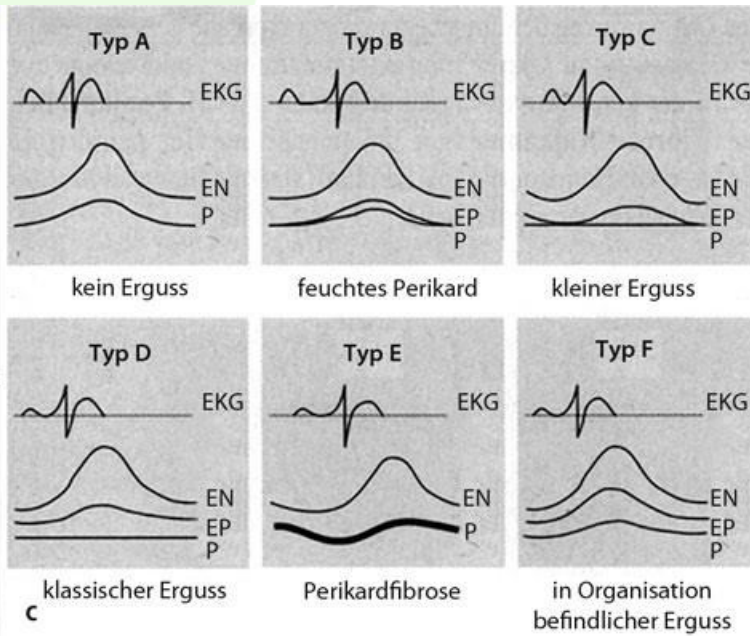 Typ A
EKG
EN
P
kein Erguss
Typ B
EKG
EN
EP
P
feuchtes Perikard
Typ C
EKG
EN
EP
P
kleiner Erguss
Typ D
EKG
EN
EP
P
klassischer Erguss
Typ E
EKG
EN
P
Perikardfibrose
Typ F
EKG
EN
EP
P
in Organisation
befindlicher Erguss
c